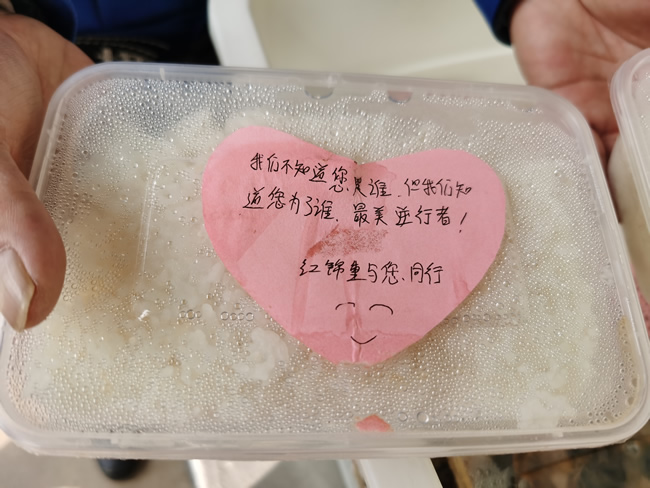 我们不知道您是谁、但我们知
道您为了谁、最美逆行者！
红锦重与您、同行